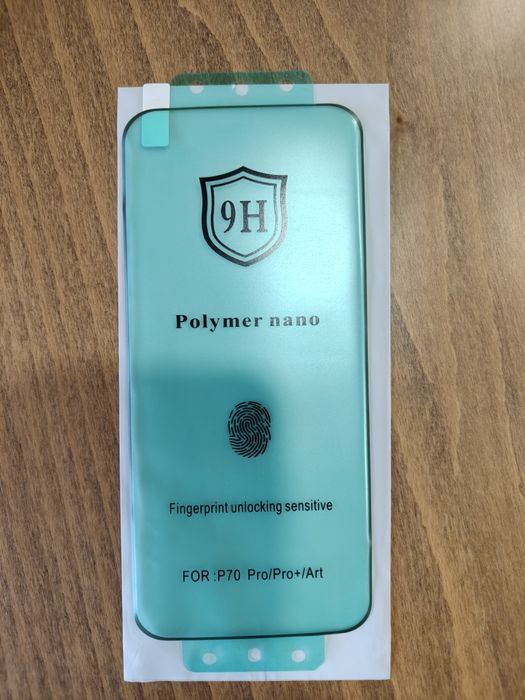 9H
Polymer nano
Fingerprint unlocking sensitive
FOR :P70 Pro/Pro+/Art